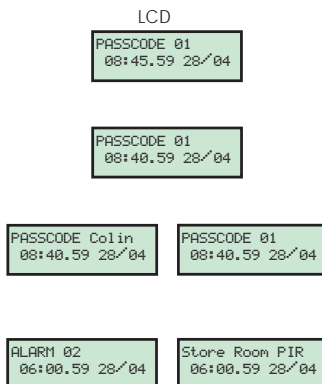 LCD
PASSCODE 01
08:45.59 28/04
PASSCODE 01
08:40.59 28/04
PASSCODE Colin
08:40.59 28/04
PASSCODE 01
08:40.59 28/04
ALARM 02
06:00.59 28/04
Store Room PIR
06:00.59 28/04